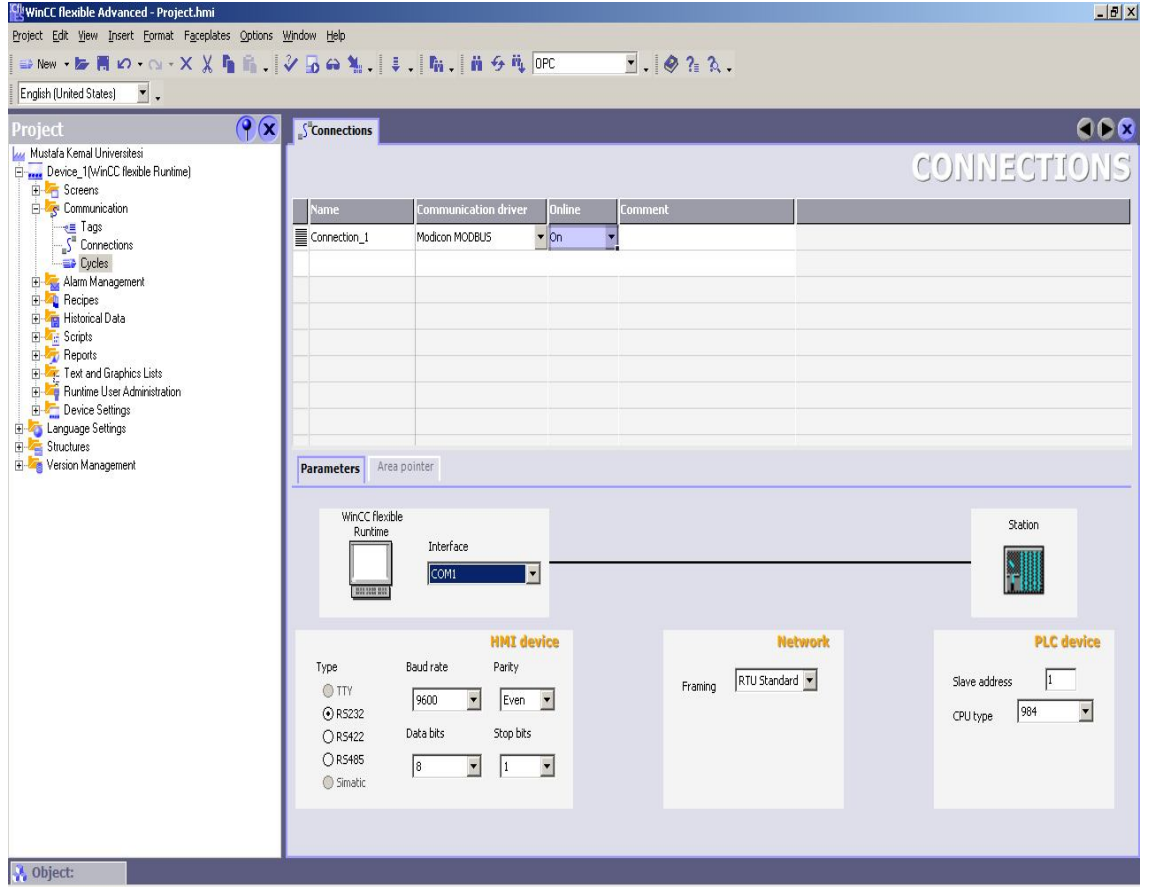 WinCC flexible Advanced - Project.hmi
Project Edit View Insert Format Faceplates Options Window Help
New OPC
English (United States)
Project
Connections
CONNECTIONS
Mustafa Kemal Universitesi
Device_1(WinCC flexible Runtime)
Screens
Communication
Tags
Connections
Cycles
Alarm Management
Recipes
Historical Data
Scripts
Reports
Text and Graphics Lists
Runtime User Administration
Device Settings
Language Settings
Structures
Version Management
Name Communication driver Online Comment
Connection_1 Modicon MODBUS On
Parameters Area pointer
WinCC flexible
Runtime
Interface
COM1
Station
HMI device
Type Baud rate Parity
TTY
9600 Even
RS232
RS422 Data bits Stop bits
RS485
8 1
Simatic
Network
Framing RTU Standard
PLC device
Slave address 1
CPU type 984
Object: